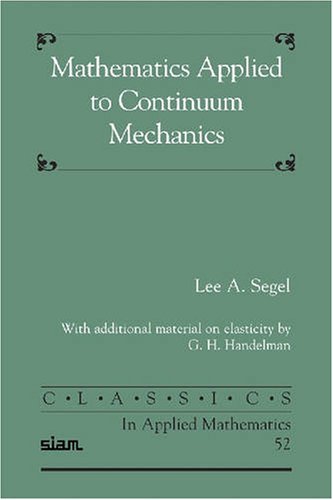 Mathematics Applied
to Continuum
Mechanics
Lee A. Segel
With additional material on elasticity by
G. H. Handelman
C•L•A•S•S•I•C•S
In Applied Mathematics
siam
52